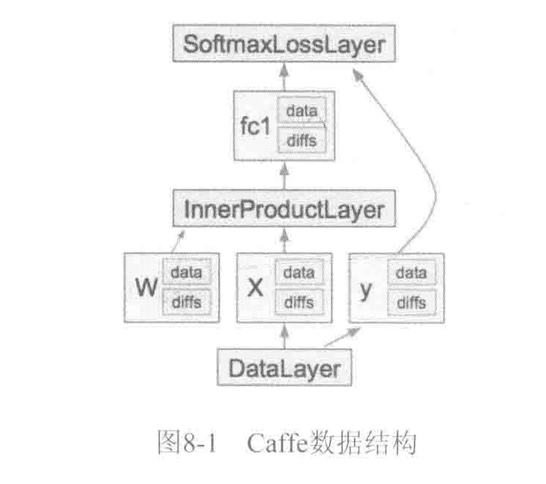 SoftmaxLossLayer
fc1
data
diffs
InnerProductLayer
W
data
diffs
X
data
diffs
y
data
diffs
DataLayer
图8-1 Caffe数据结构